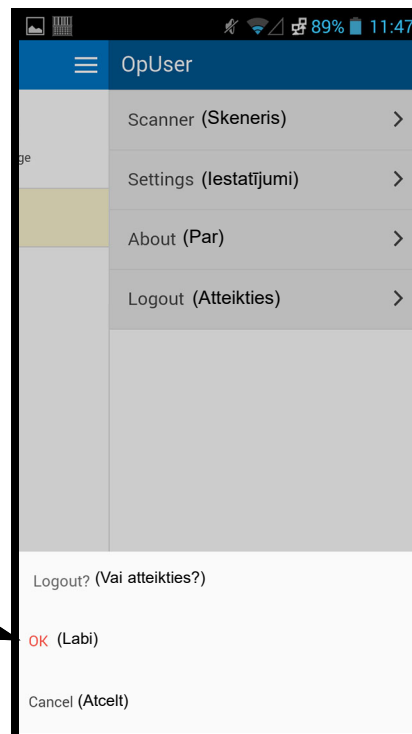 89% 11:47
OpUser
ge
Scanner (Skeneris)
Settings (Iestatījumi)
About (Par)
Logout (Atteikties)
Logout? (Vai atteikties?)
OK (Labi)
Cancel (Atcelt)